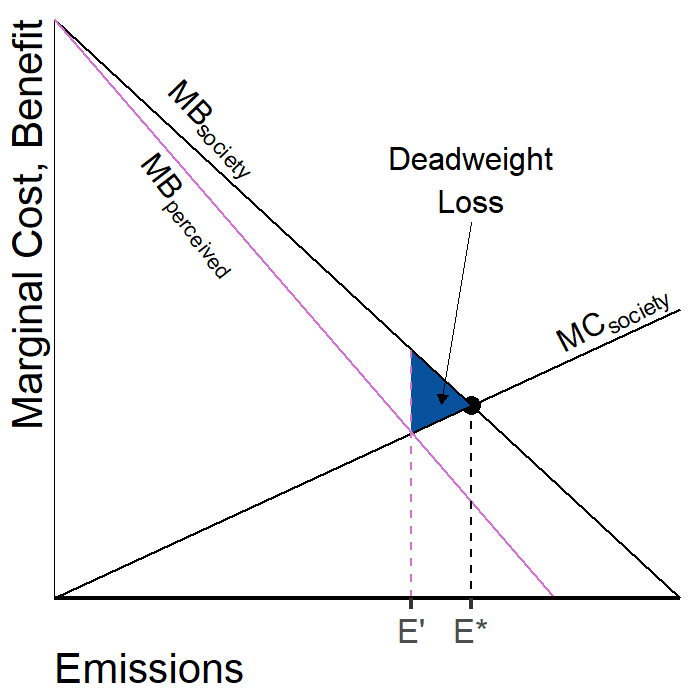 Marginal Cost, Benefit
MBsociety
MBperceived
Deadweight
Loss
MCsociety
E'
E*
Emissions